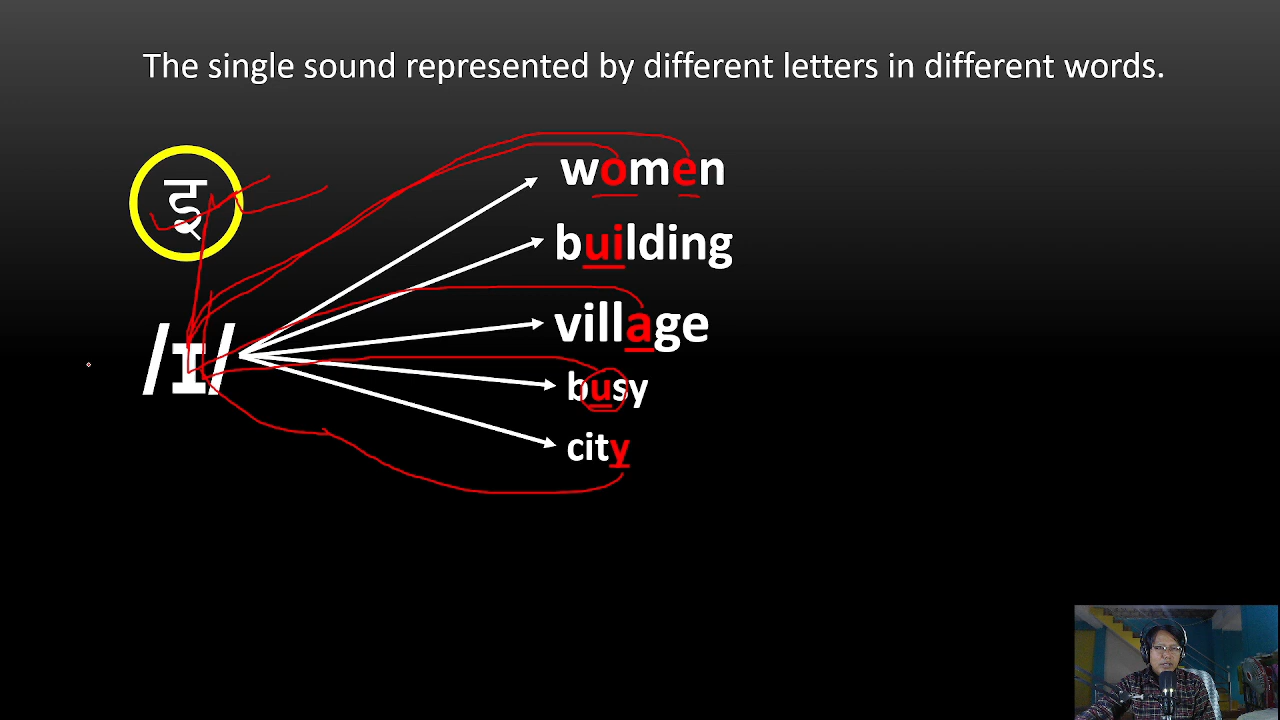 The single sound represented by different letters in different words.
इ
/ɪ/
women
building
village
busy
city